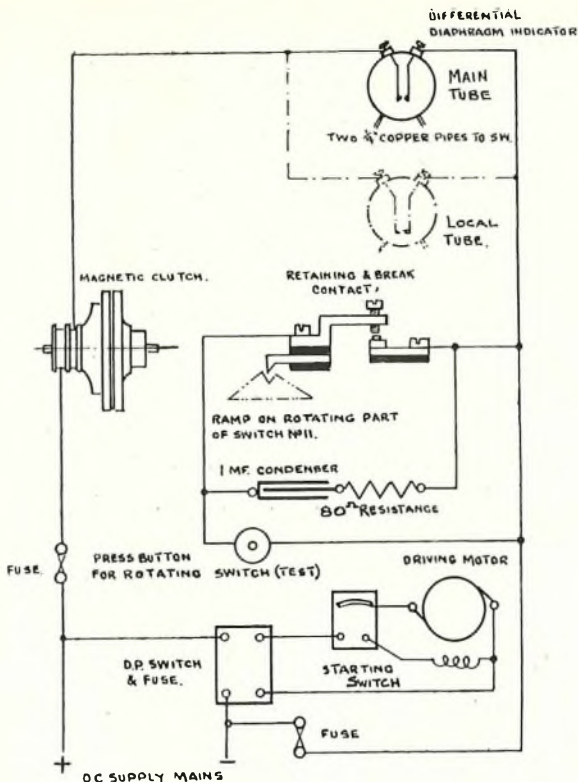 DIFFERENTIAL
DIAPHRAGM INDICATOR
MAIN
TUBE
TWO ¼" COPPER PIPES TO SW.
LOCAL
TUBE.
MAGNETIC CLUTCH.
RETAINING & BREAK
CONTACT,
RAMP ON ROTATING PART
OF SWITCH Nº 11.
1 MF. CONDENSER
80Ω RESISTANCE
FUSE.
PRESS BUTTON
FOR ROTATING SWITCH (TEST)
DRIVING MOTOR
D.P. SWITCH
& FUSE.
STARTING
SWITCH
FUSE
+
−
D.C SUPPLY MAINS